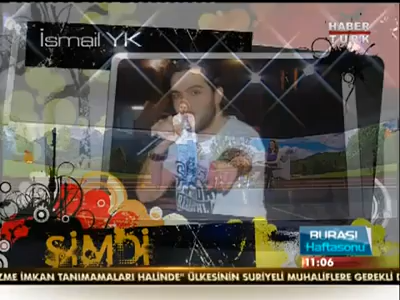 İsmail YK
HABER
TÜRK
ŞİMDİ
BURASI
Haftasonu
11:06
ZME İMKAN TANIMAMALARI HALİNDE" ÜLKESİNİN SURİYELİ MUHALİFLERE GEREKLİ D